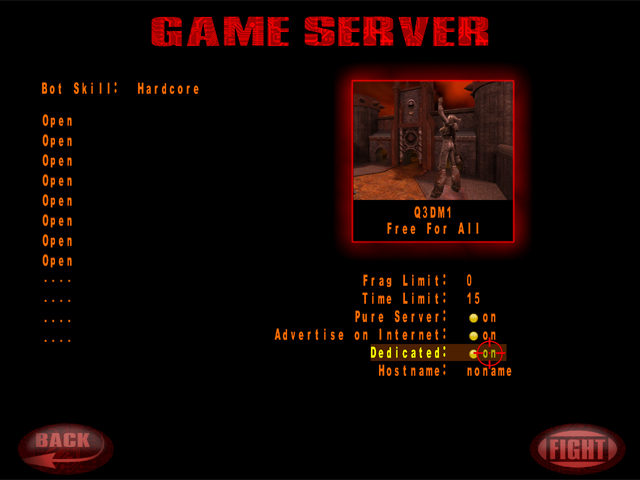 GAME SERVER
Bot Skill: Hardcore
Open
Open
Open
Open
Open
Open
Open
Open
....
....
....
....
Q3DM1
Free For All
Frag Limit: 0
Time Limit: 15
Pure Server: on
Advertise on Internet: on
Dedicated: on
Hostname: noname
BACK
FIGHT